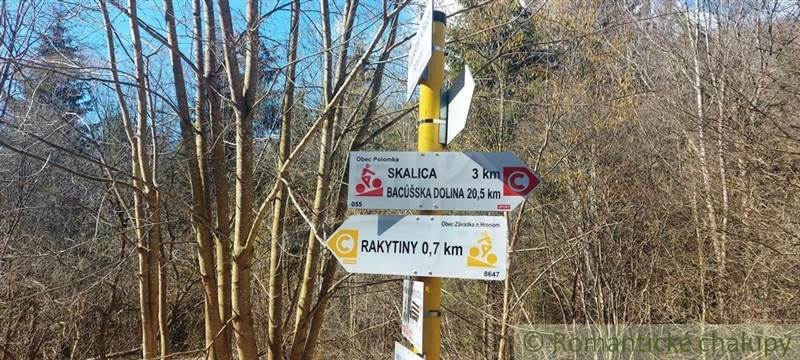 Obec Polomka
SKALICA 3 km
BACÚŠSKA DOLINA 20,5 km
C
055
Obec Závadka n.Hronom
C
RAKYTINY 0,7 km
8647
© Romantické chalupy